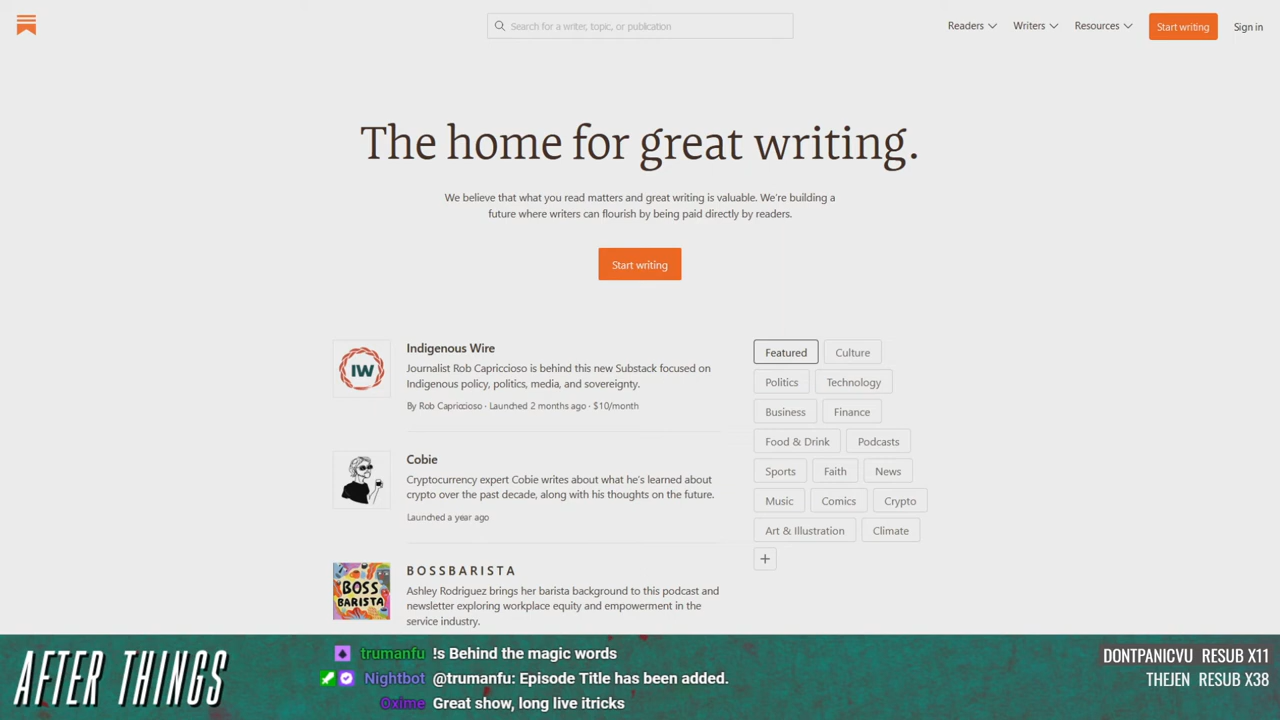 Search for a writer, topic, or publication
Readers
Writers
Resources
Start writing
Sign in
The home for great writing.
We believe that what you read matters and great writing is valuable. We're building a
future where writers can flourish by being paid directly by readers.
Start writing
IW
Indigenous Wire
Journalist Rob Capriccioso is behind this new Substack focused on
Indigenous policy, politics, media, and sovereignty.
By Rob Capriccioso · Launched 2 months ago · $10/month
Cobie
Cryptocurrency expert Cobie writes about what he's learned about
crypto over the past decade, along with his thoughts on the future.
Launched a year ago
BOSS
BARISTA
BOSSBARISTA
Ashley Rodriguez brings her barista background to this podcast and
newsletter exploring workplace equity and empowerment in the
service industry.
Featured
Culture
Politics
Technology
Business
Finance
Food & Drink
Podcasts
Sports
Faith
News
Music
Comics
Crypto
Art & Illustration
Climate
+
AFTER THINGS
trumanfu !s Behind the magic words
Nightbot @trumanfu: Episode Title has been added.
Oxime Great show, long live itricks
DONTPANICVU RESUB X11
THEJEN RESUB X38